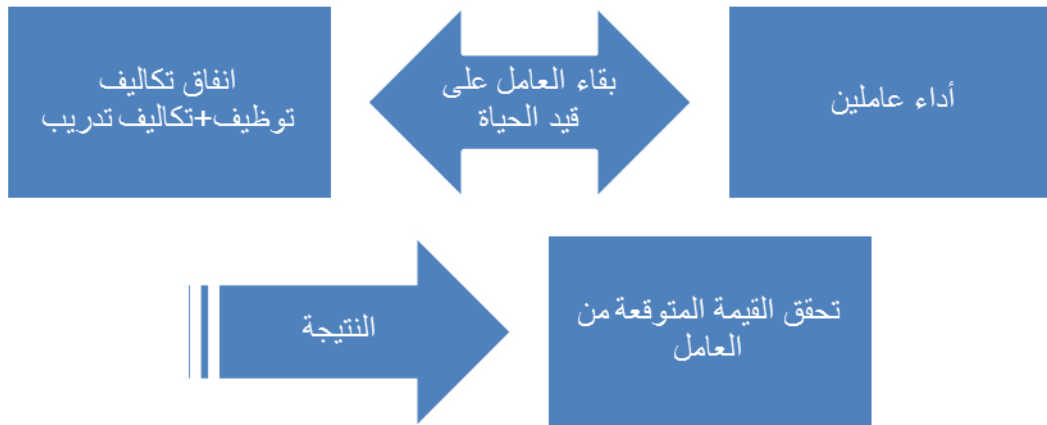 أداء عاملين
بقاء العامل على
قيد الحياة
انفاق تكاليف
توظيف+تكاليف تدريب
النتيجة
تحقق القيمة المتوقعة من
العامل